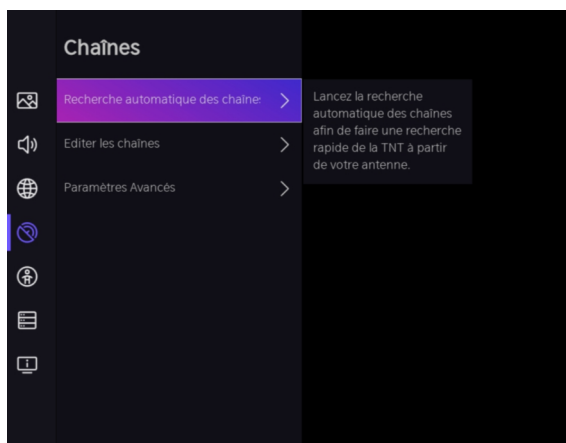 Chaînes
Recherche automatique des chaîne
Editer les chaînes
Paramètres Avancés
Lancez la recherche
automatique des chaînes
afin de faire une recherche
rapide de la TNT à partir
de votre antenne.